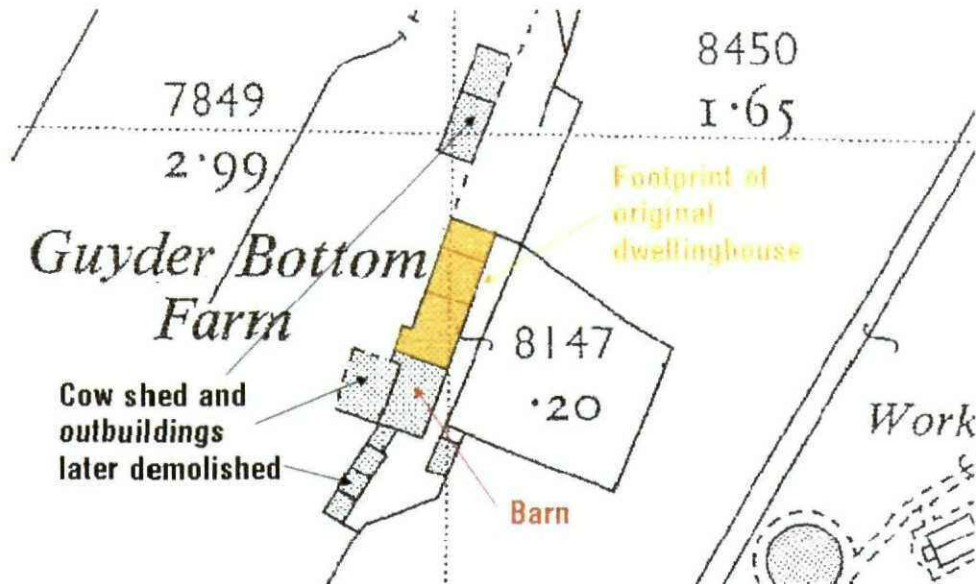 8450
1·65
7849
2·99
Footprint of
original
dwellinghouse
Guyder Bottom
Farm
8147
·20
Cow shed and
outbuildings
later demolished
Work
Barn